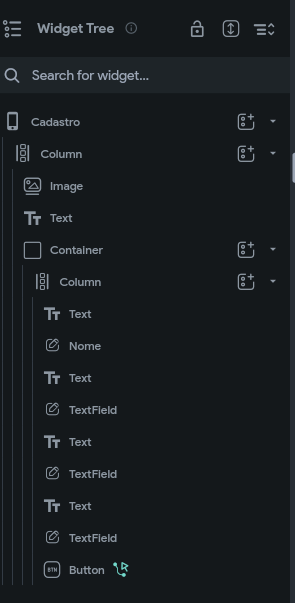 Widget Tree
Search for widget...
Cadastro
Column
Image
Text
Container
Column
Text
Nome
Text
TextField
Text
TextField
Text
TextField
BTN Button